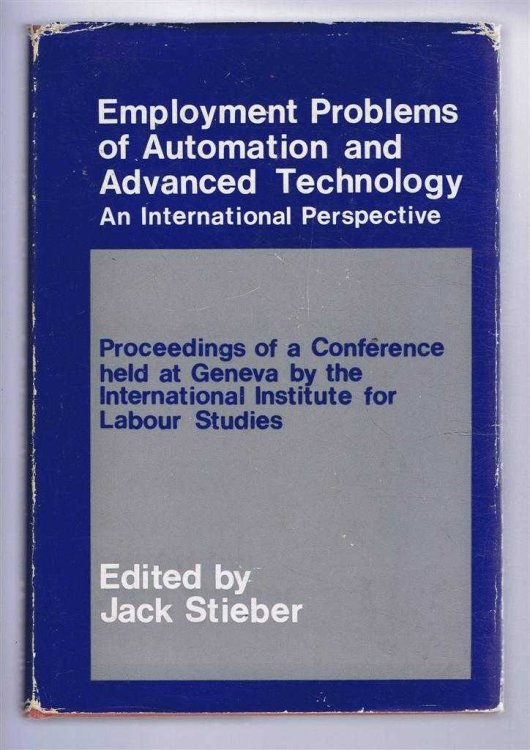 Employment Problems
of Automation and
Advanced Technology
An International Perspective
Proceedings of a Conference
held at Geneva by the
International Institute for
Labour Studies
Edited by
Jack Stieber